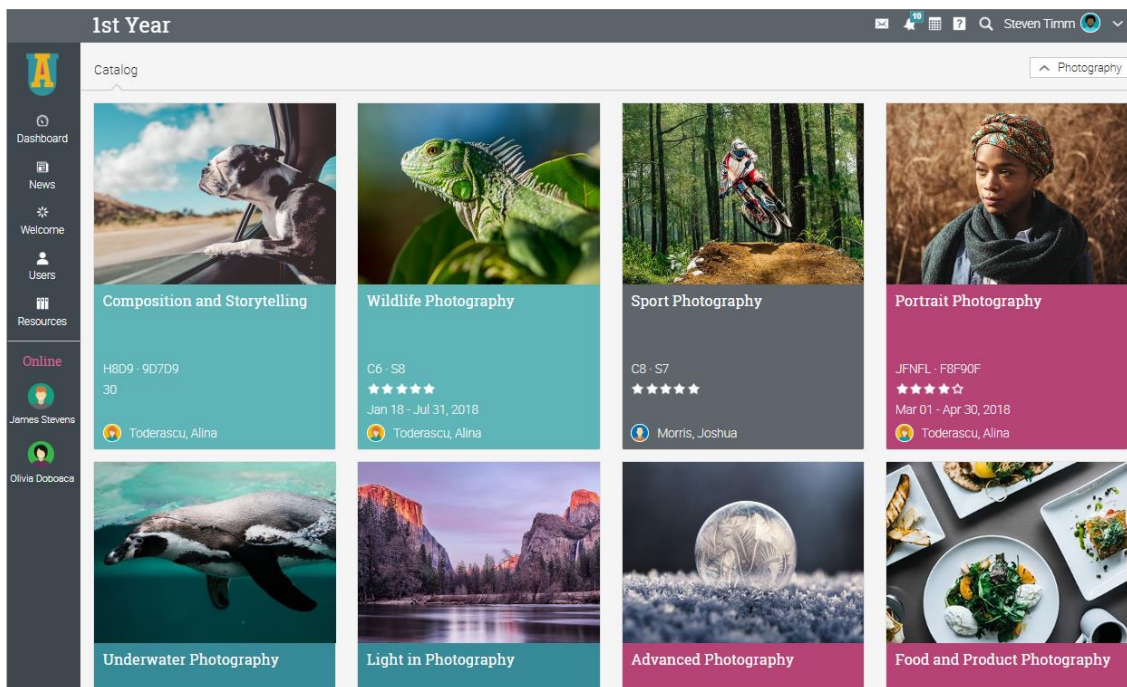 1st Year
10
?
Steven Timm
A
Dashboard
News
Welcome
Users
Resources
Online
James Stevens
Olivia Doboaca
Catalog
Photography
Composition and Storytelling
H8D9 · 9D7D9
30
Toderascu, Alina
Wildlife Photography
C6 · S8
Jan 18 - Jul 31, 2018
Toderascu, Alina
Sport Photography
C8 · S7
Morris, Joshua
Portrait Photography
JFNFL · F8F90F
Mar 01 - Apr 30, 2018
Toderascu, Alina
Underwater Photography
Light in Photography
Advanced Photography
Food and Product Photography